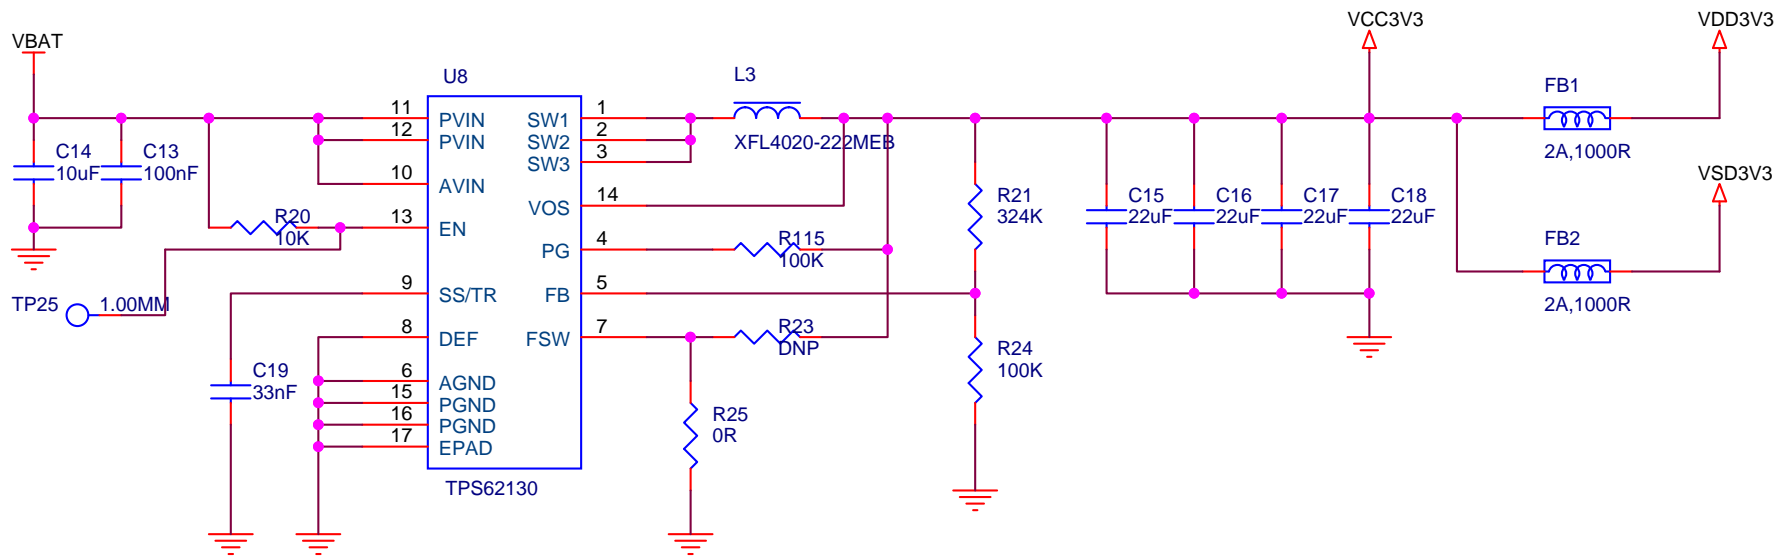 VBAT
VCC3V3
VDD3V3
U8
L3
FB1
11
PVIN
SW1
1
12
PVIN
SW2
2
SW3
3
XFL4020-222MEB
2A,1000R
C14
10uF
C13
100nF
10
AVIN
14
VOS
VSD3V3
R21
324K
C15
22uF
C16
22uF
C17
22uF
C18
22uF
R20
10K
13
EN
4
PG
R115
100K
FB2
2A,1000R
9
SS/TR
5
FB
TP25
1.00MM
8
DEF
7
FSW
R23
DNP
R24
100K
C19
33nF
6
AGND
15
PGND
16
PGND
17
EPAD
R25
0R
TPS62130